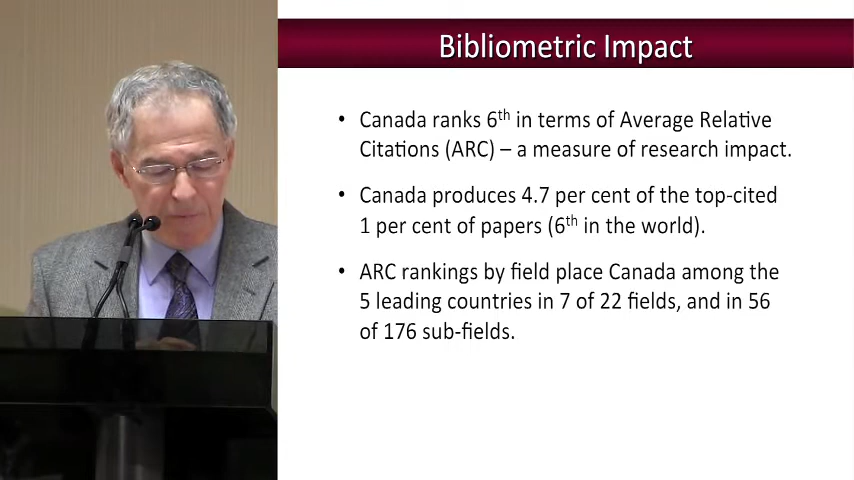 Bibliometric Impact
• Canada ranks 6th in terms of Average Relative
Citations (ARC) – a measure of research impact.
• Canada produces 4.7 per cent of the top-cited
1 per cent of papers (6th in the world).
• ARC rankings by field place Canada among the
5 leading countries in 7 of 22 fields, and in 56
of 176 sub-fields.